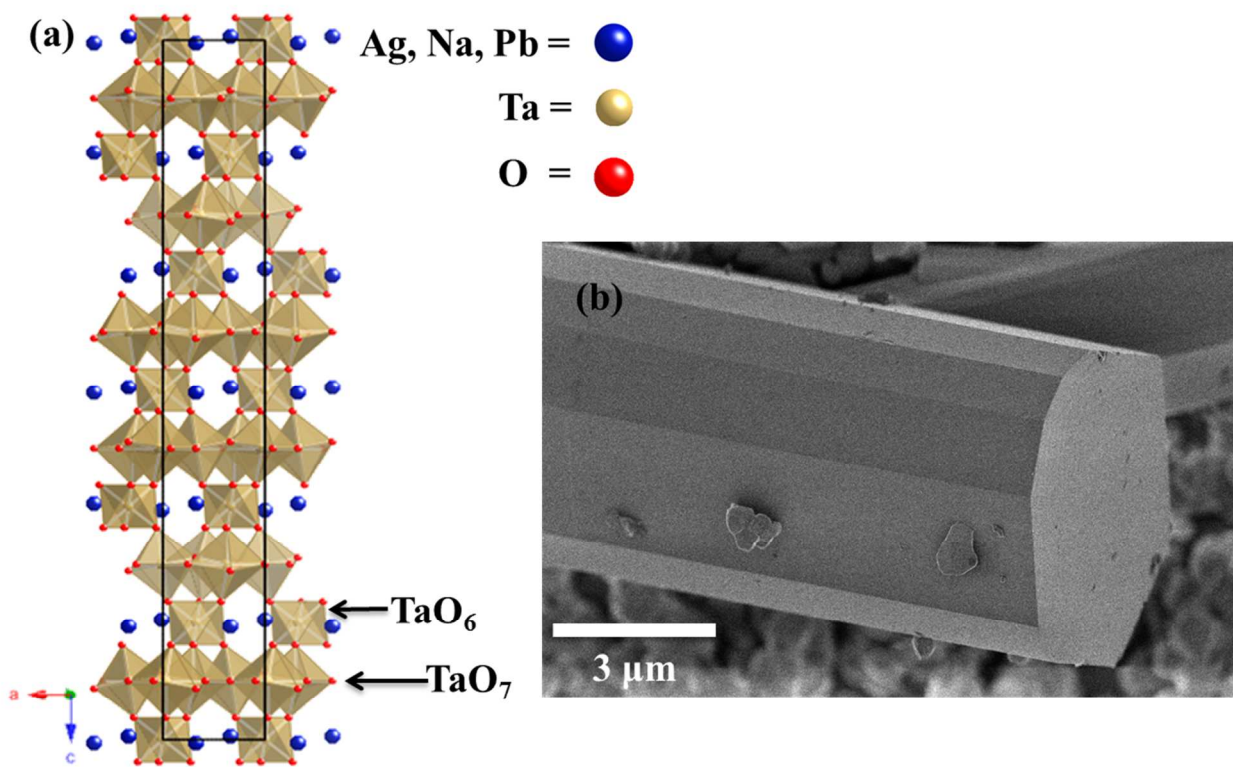 (a)
Ag, Na, Pb =
Ta =
O =
(b)
TaO₆
TaO₇
3 µm
a
c